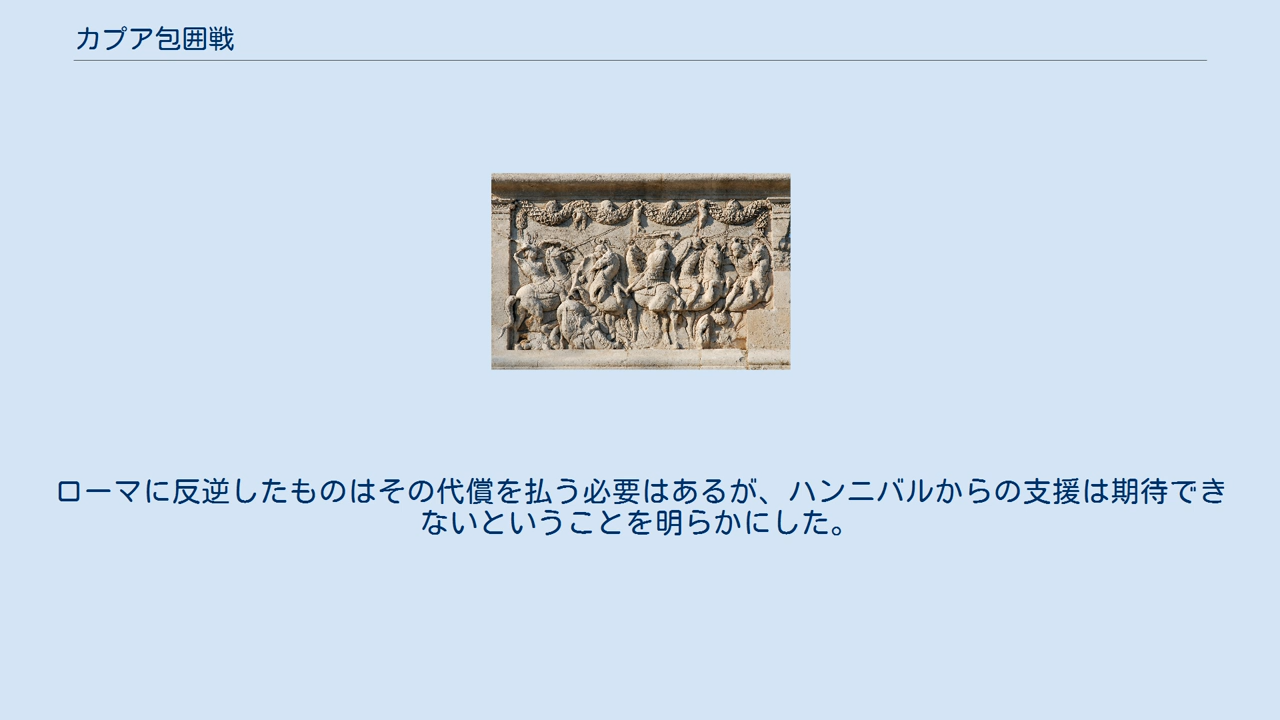 カプア包囲戦
ローマに反逆したものはその代償を払う必要はあるが、ハンニバルからの支援は期待でき
ないということを明らかにした。